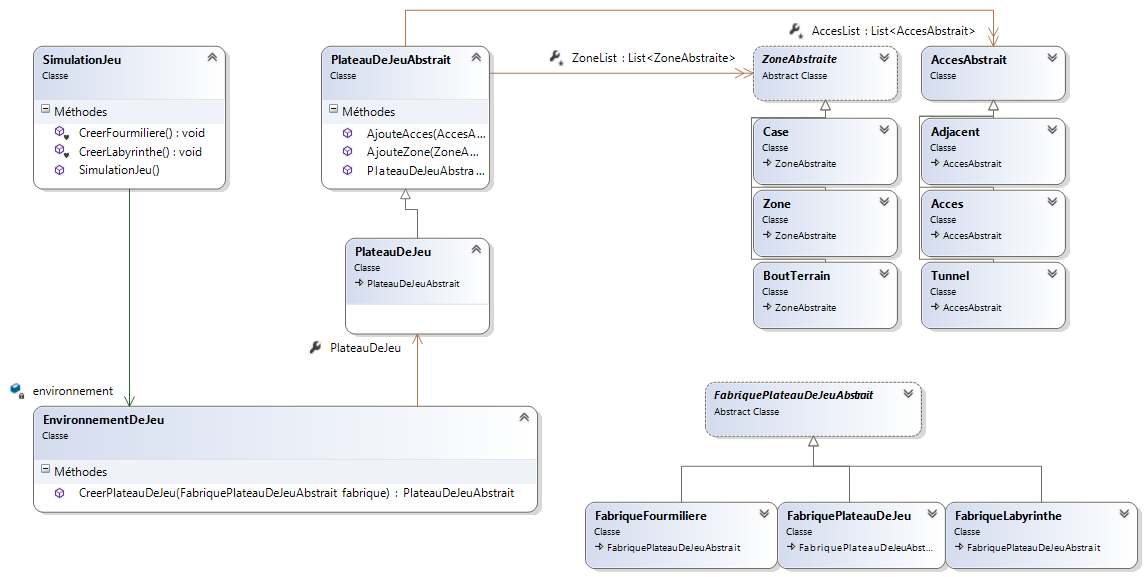 AccesList : List<AccesAbstrait>
ZoneList : List<ZoneAbstraite>
SimulationJeu
Classe
Méthodes
CreerFourmiliere() : void
CreerLabyrinthe() : void
SimulationJeu()
PlateauDeJeuAbstrait
Classe
Méthodes
AjouteAcces(AccesA...
AjouteZone(ZoneA...
PlateauDeJeuAbstra...
ZoneAbstraite
Abstract Classe
AccesAbstrait
Classe
Case
Classe
ZoneAbstraite
Adjacent
Classe
AccesAbstrait
Zone
Classe
ZoneAbstraite
Acces
Classe
AccesAbstrait
BoutTerrain
Classe
ZoneAbstraite
Tunnel
Classe
AccesAbstrait
PlateauDeJeu
Classe
PlateauDeJeuAbstrait
PlateauDeJeu
environnement
EnvironnementDeJeu
Classe
Méthodes
CreerPlateauDeJeu(FabriquePlateauDeJeuAbstrait fabrique) : PlateauDeJeuAbstrait
FabriquePlateauDeJeuAbstrait
Abstract Classe
FabriqueFourmiliere
Classe
FabriquePlateauDeJeuAbstrait
FabriquePlateauDeJeu
Classe
FabriquePlateauDeJeuAbst...
FabriqueLabyrinthe
Classe
FabriquePlateauDeJeuAbstrait